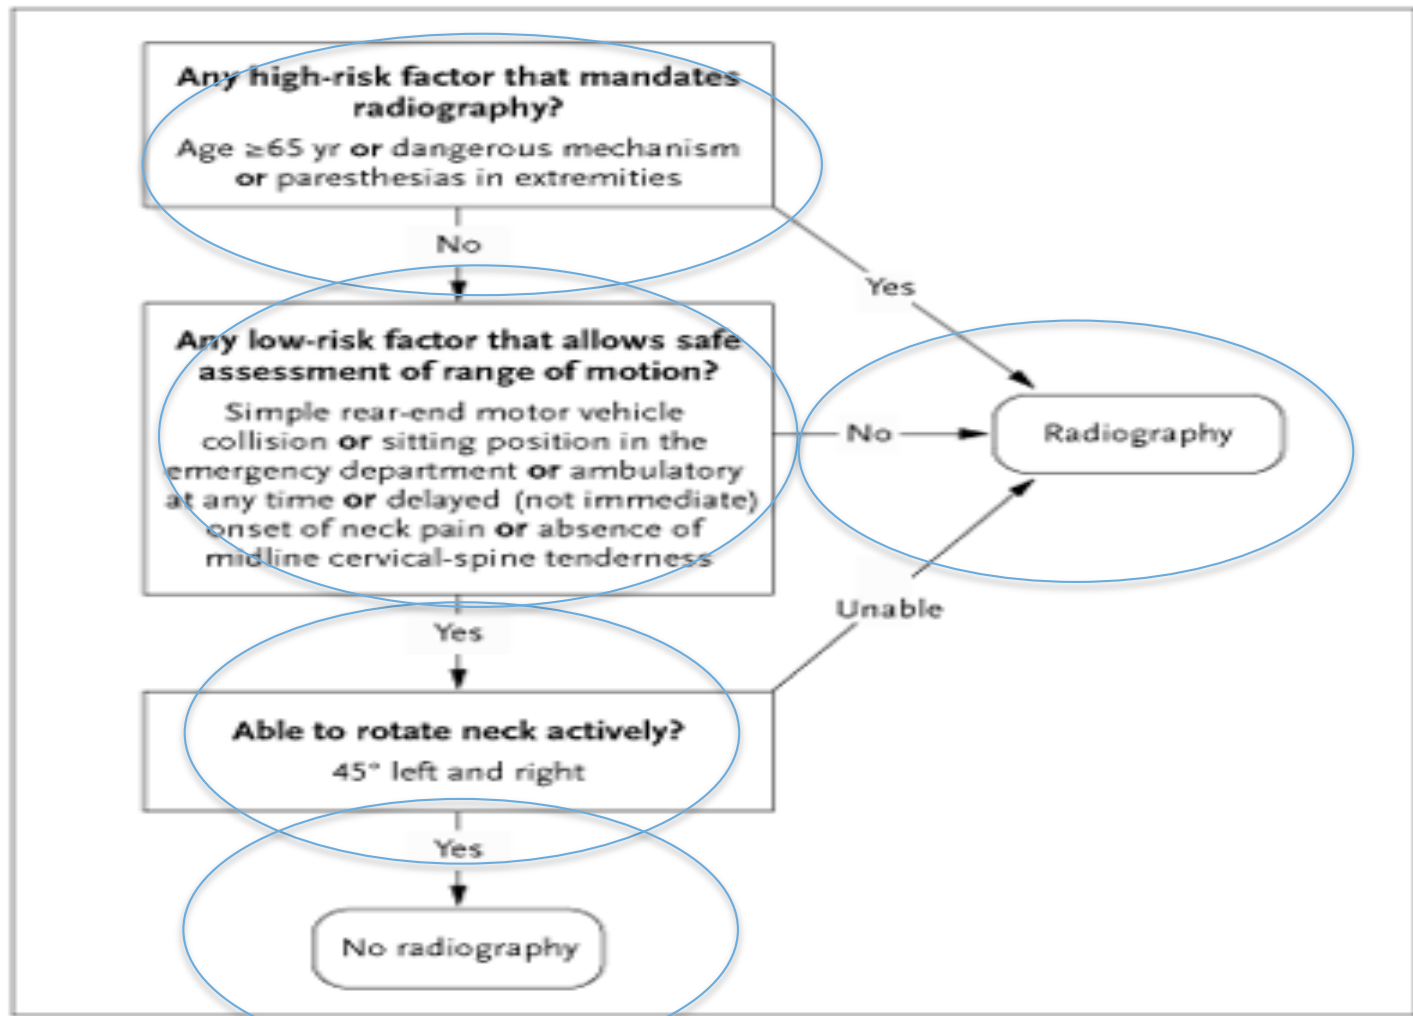 Any high-risk factor that mandates
radiography?
Age ≥65 yr or dangerous mechanism
or paresthesias in extremities
No
Yes
Any low-risk factor that allows safe
assessment of range of motion?
Simple rear-end motor vehicle
collision or sitting position in the
emergency department or ambulatory
at any time or delayed (not immediate)
onset of neck pain or absence of
midline cervical-spine tenderness
No
Radiography
Yes
Unable
Able to rotate neck actively?
45° left and right
Yes
No radiography